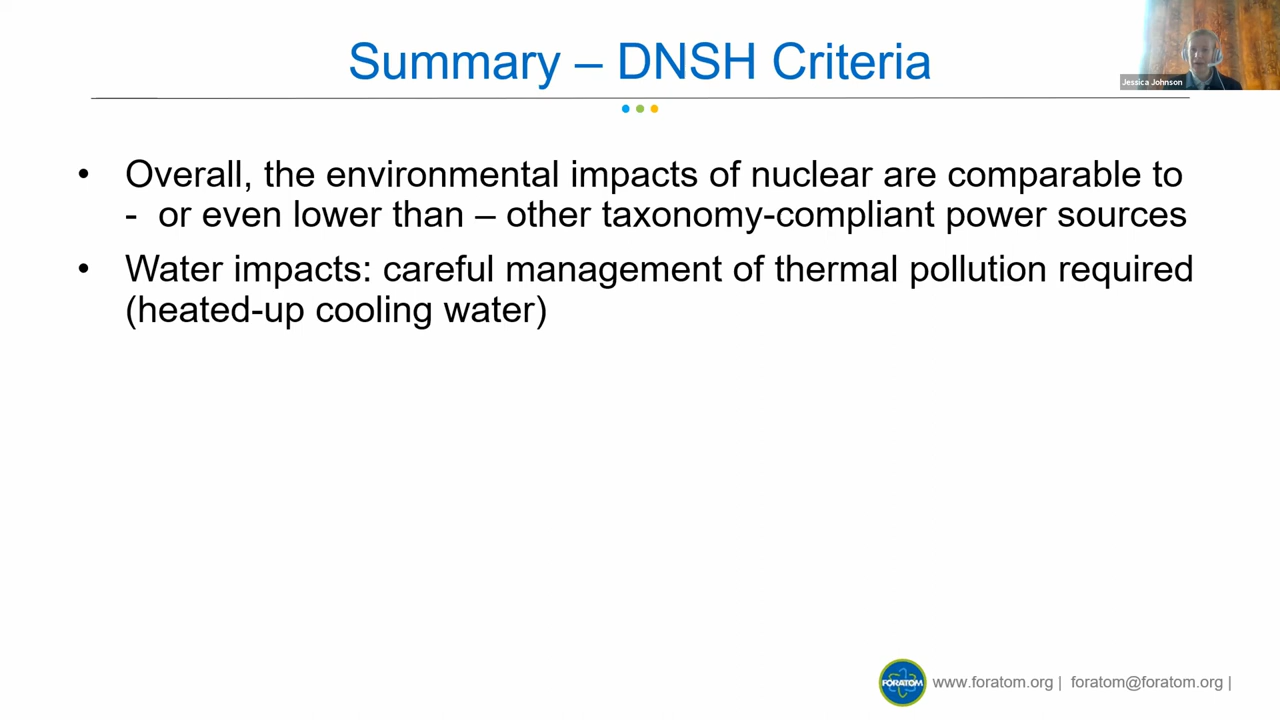 Summary – DNSH Criteria
Jessica Johnson
• Overall, the environmental impacts of nuclear are comparable to
- or even lower than – other taxonomy-compliant power sources
• Water impacts: careful management of thermal pollution required
(heated-up cooling water)
FORATOM
www.foratom.org | foratom@foratom.org |